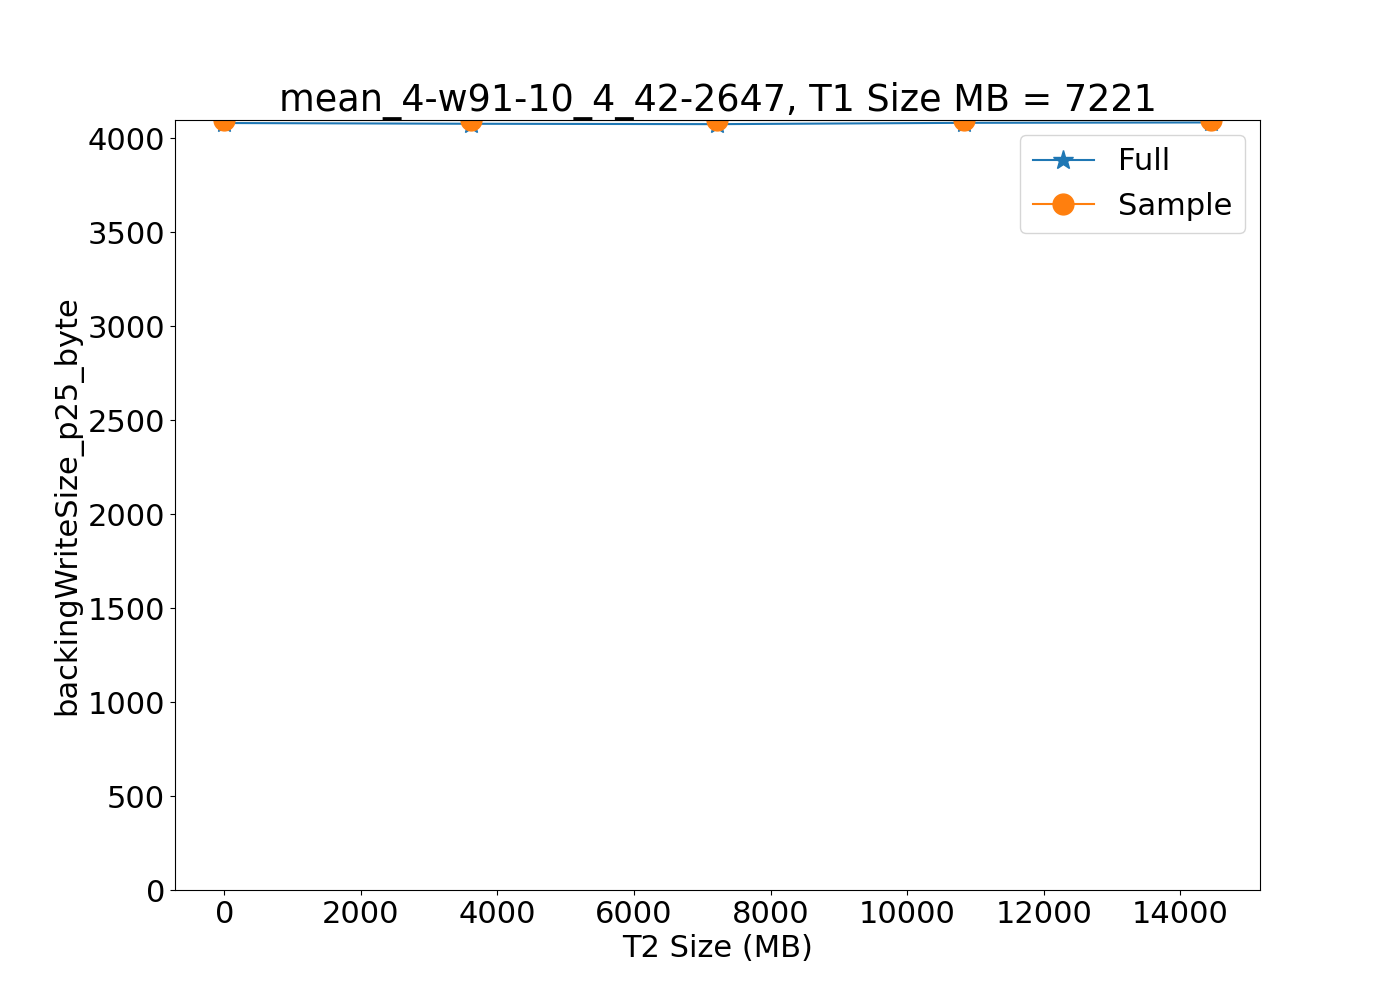 mean_4-w91-10_4_42-2647, T1 Size MB = 7221
Full
Sample
backingWriteSize_p25_byte
4000
3500
3000
2500
2000
1500
1000
500
0
0 2000 4000 6000 8000 10000 12000 14000
T2 Size (MB)